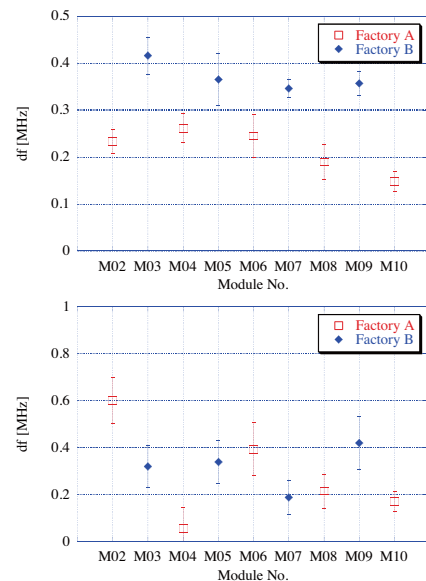 0.5
0.4
0.3
0.2
0.1
0
df [MHz]
Factory A
Factory B
M02 M03 M04 M05 M06 M07 M08 M09 M10
Module No.
1
0.8
0.6
0.4
0.2
0
df [MHz]
Factory A
Factory B
M02 M03 M04 M05 M06 M07 M08 M09 M10
Module No.